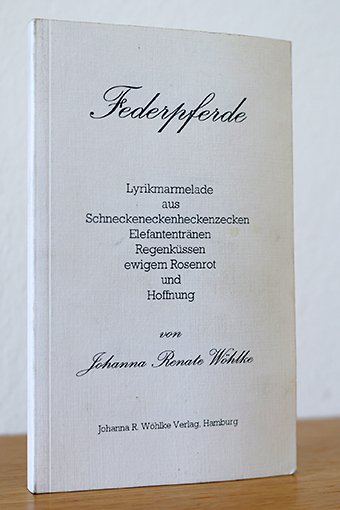 Federpferde
Lyrikmarmelade
aus
Schneckeneckenheckenzecken
Elefantentränen
Regenküssen
ewigem Rosenrot
und
Hoffnung
von
Johanna Renate Wöhlke
Johanna R. Wöhlke Verlag, Hamburg